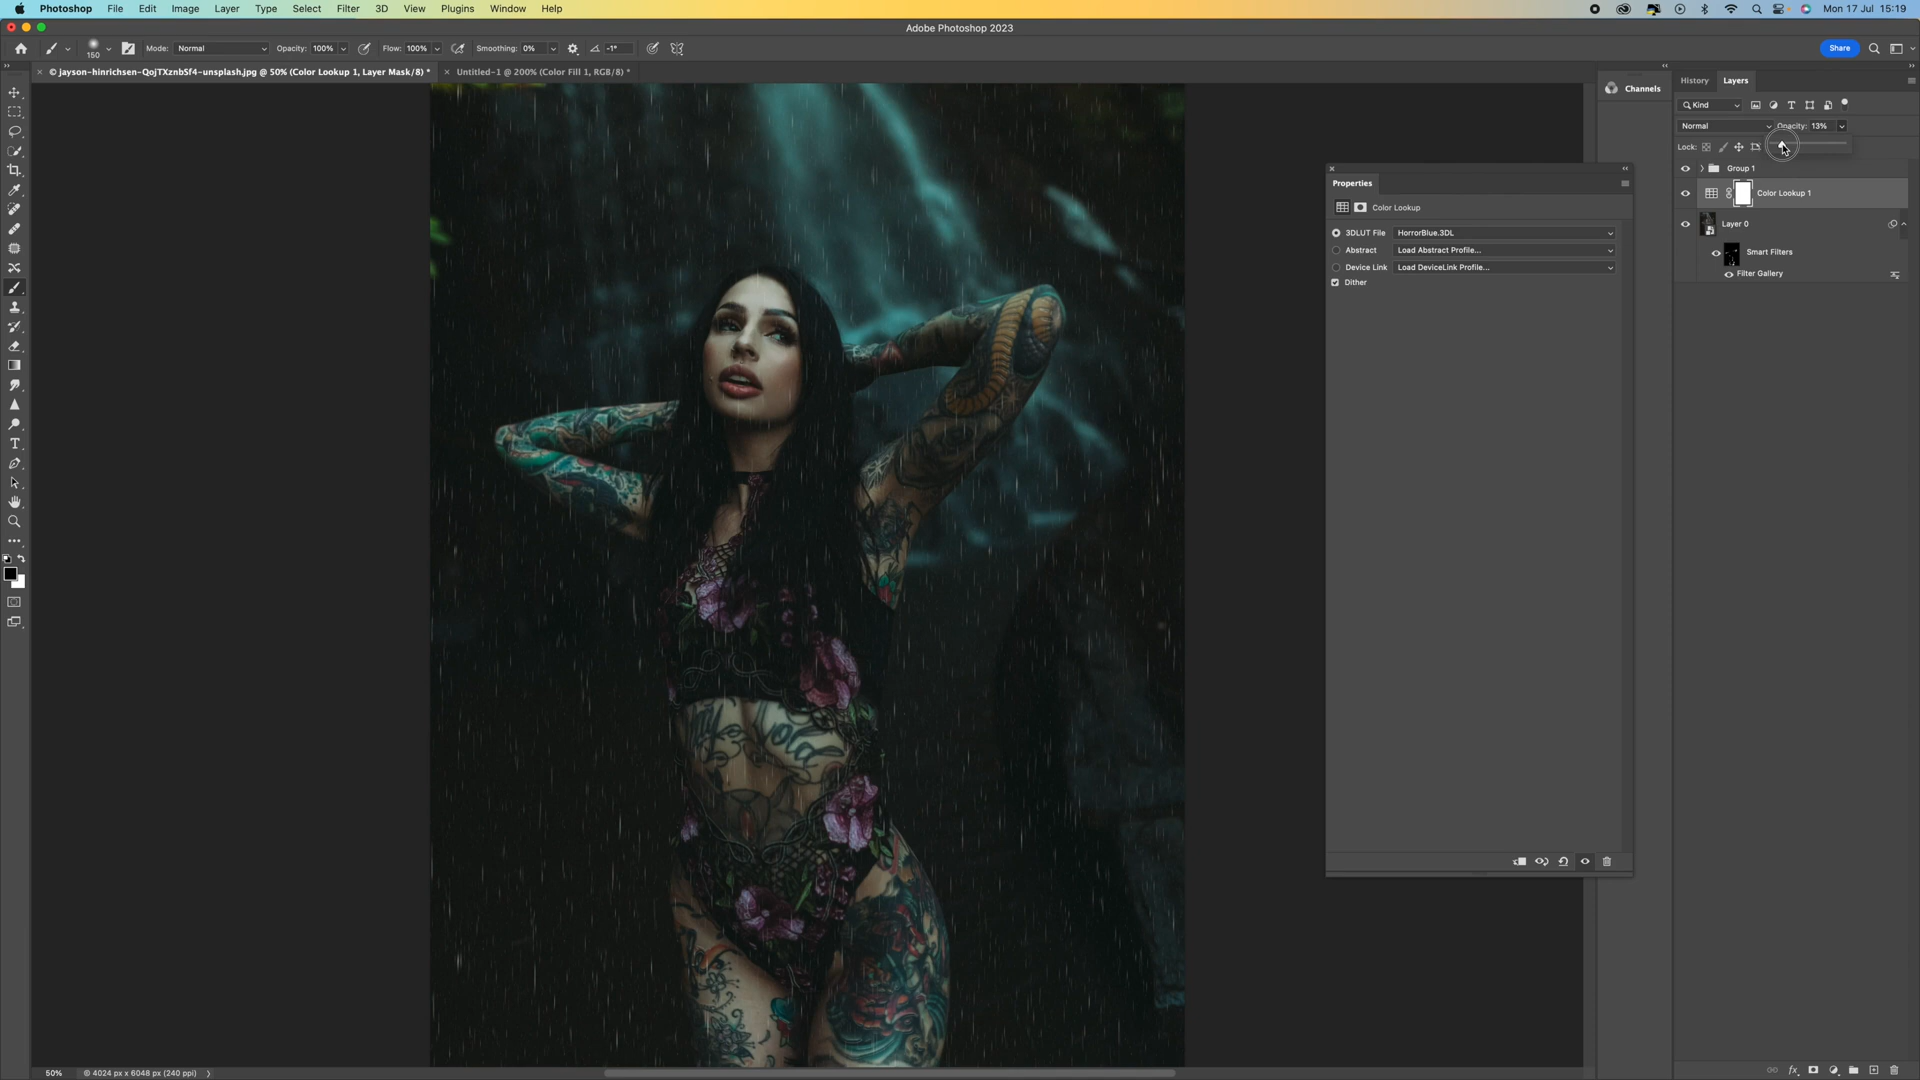 Photoshop File Edit Image Layer Type Select Filter 3D View Plugins Window Help Mon 17 Jul 15:19
Adobe Photoshop 2023
150 Mode: Normal Opacity: 100% Flow: 100% Smoothing: 0% -1° Share
× © jayson-hinrichsen-QojTXznbSf4-unsplash.jpg @ 50% (Color Lookup 1, Layer Mask/8) * × Untitled-1 @ 200% (Color Fill 1, RGB/8) *
Channels
History Layers
Kind
Normal Opacity: 13%
Lock:
Group 1
Color Lookup 1
Layer 0
Smart Filters
Filter Gallery
Properties
Color Lookup
3DLUT File HorrorBlue.3DL
Abstract Load Abstract Profile...
Device Link Load DeviceLink Profile...
Dither
50% 4024 px x 6048 px (240 ppi)
fx